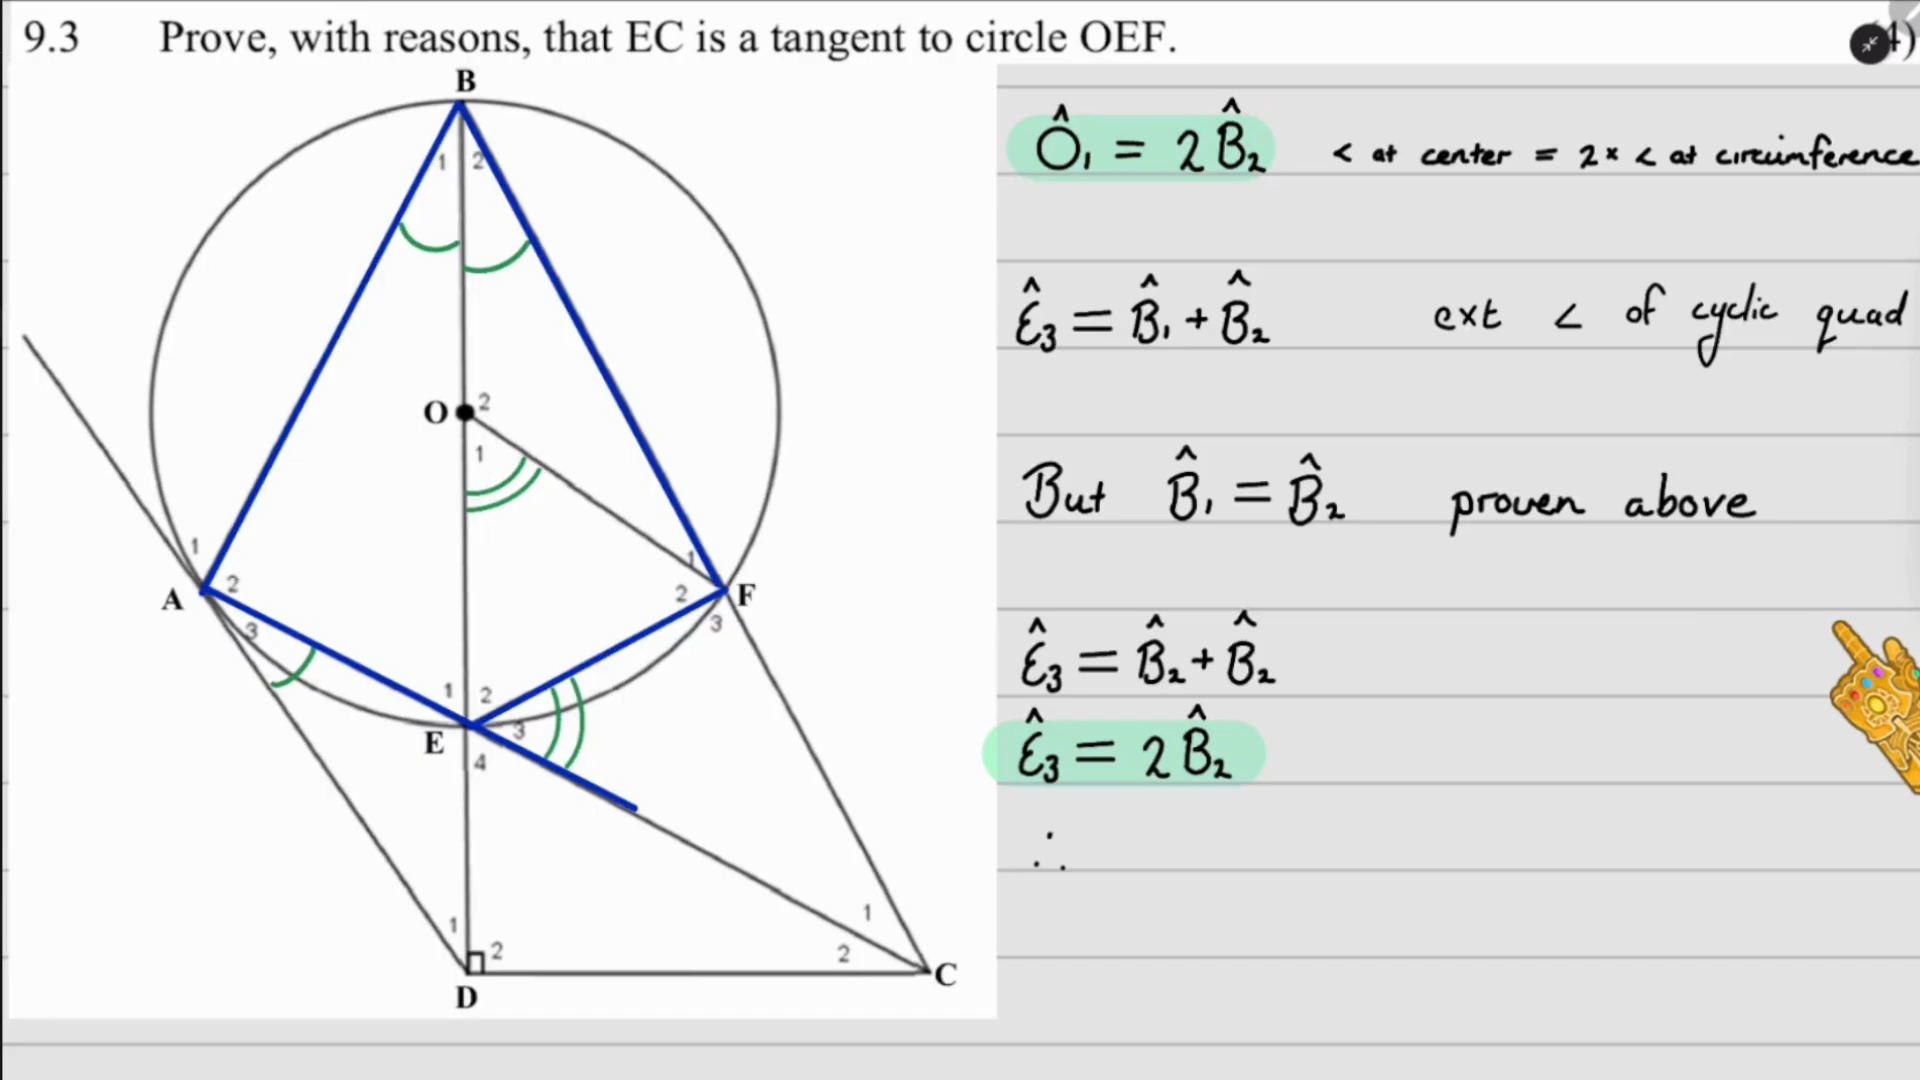 9.3 Prove, with reasons, that EC is a tangent to circle OEF. 4)
B
1 2
O 2
1
1
A 2
3
1
2 F
3
1 2
E 3
4
1
1 2
2 C
D
Ô₁ = 2B̂₂ < at center = 2 × < at circumference
Ê₃ = B̂₁ + B̂₂ ext < of cyclic quad
But B̂₁ = B̂₂ proven above
Ê₃ = B̂₂ + B̂₂
Ê₃ = 2B̂₂
∴